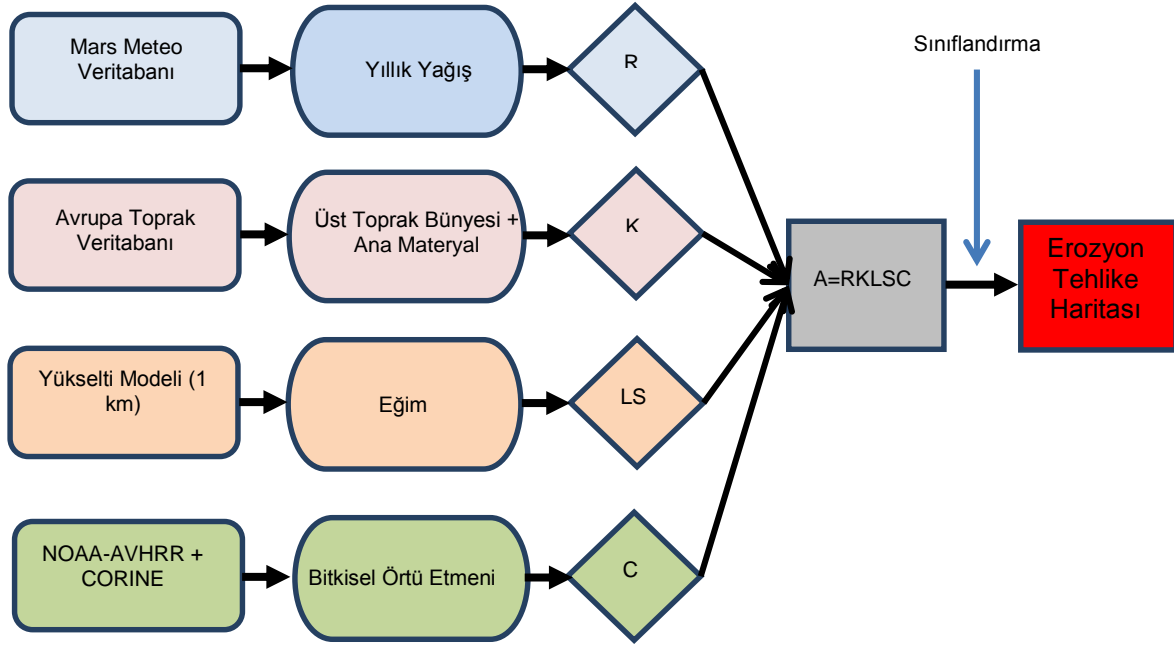 Mars Meteo
Veritabanı
Yıllık Yağış
R
Sınıflandırma
Avrupa Toprak
Veritabanı
Üst Toprak Bünyesi +
Ana Materyal
K
A=RKLSC
Erozyon
Tehlike
Haritası
Yükselti Modeli (1
km)
Eğim
LS
NOAA-AVHRR +
CORINE
Bitkisel Örtü Etmeni
C